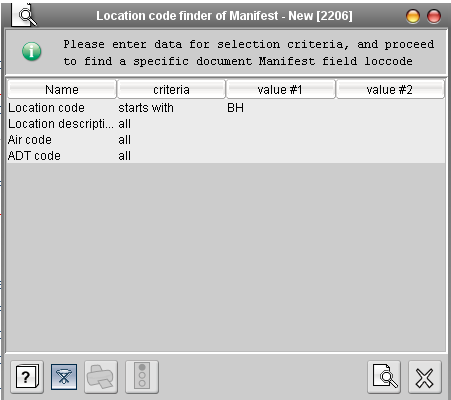 Location code finder of Manifest - New [2206]
Please enter data for selection criteria, and proceed
to find a specific document Manifest field loccode
Name criteria value #1 value #2
Location code starts with BH
Location descripti... all
Air code all
ADT code all
?